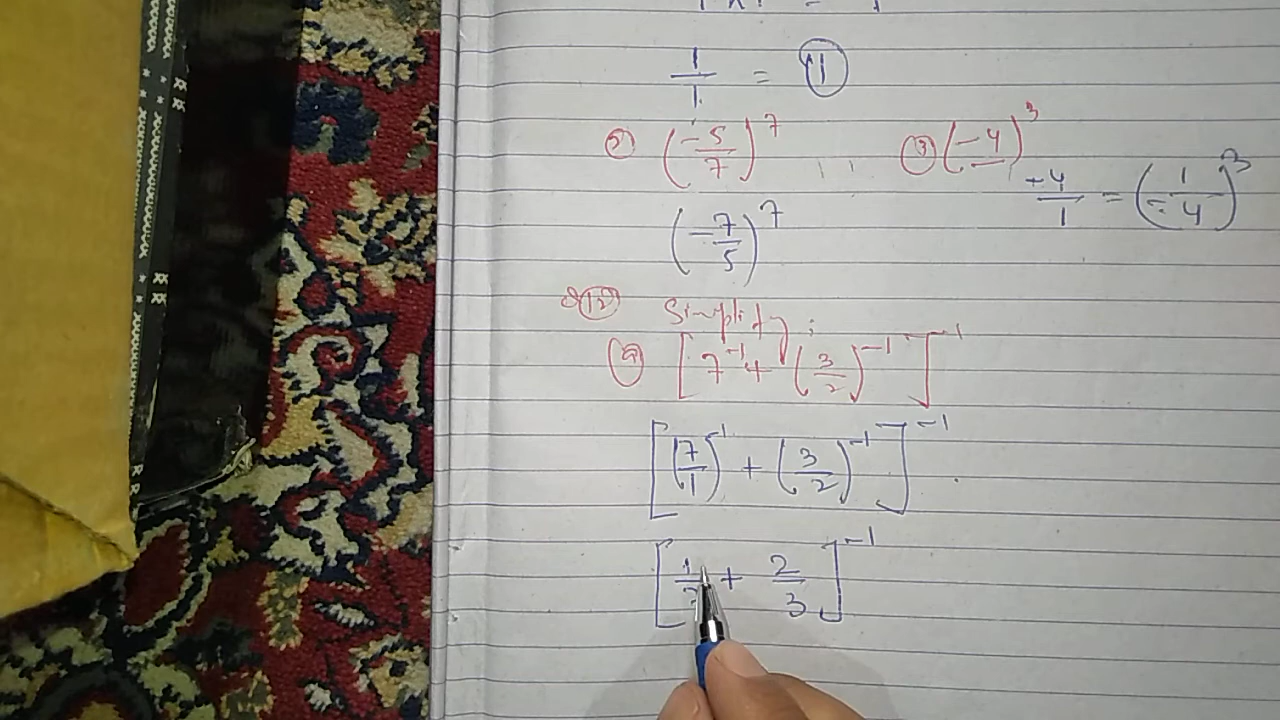 1/1 = 1
② (-5/7)^7 ③ (-4/)^3
+4/1 = (1/-4)^3
(-7/5)^7
Simplify;
[7^-1 + (3/2)^-1]^-1
[(7/1)^-1 + (3/2)^-1]^-1
[1/7 + 2/3]^-1